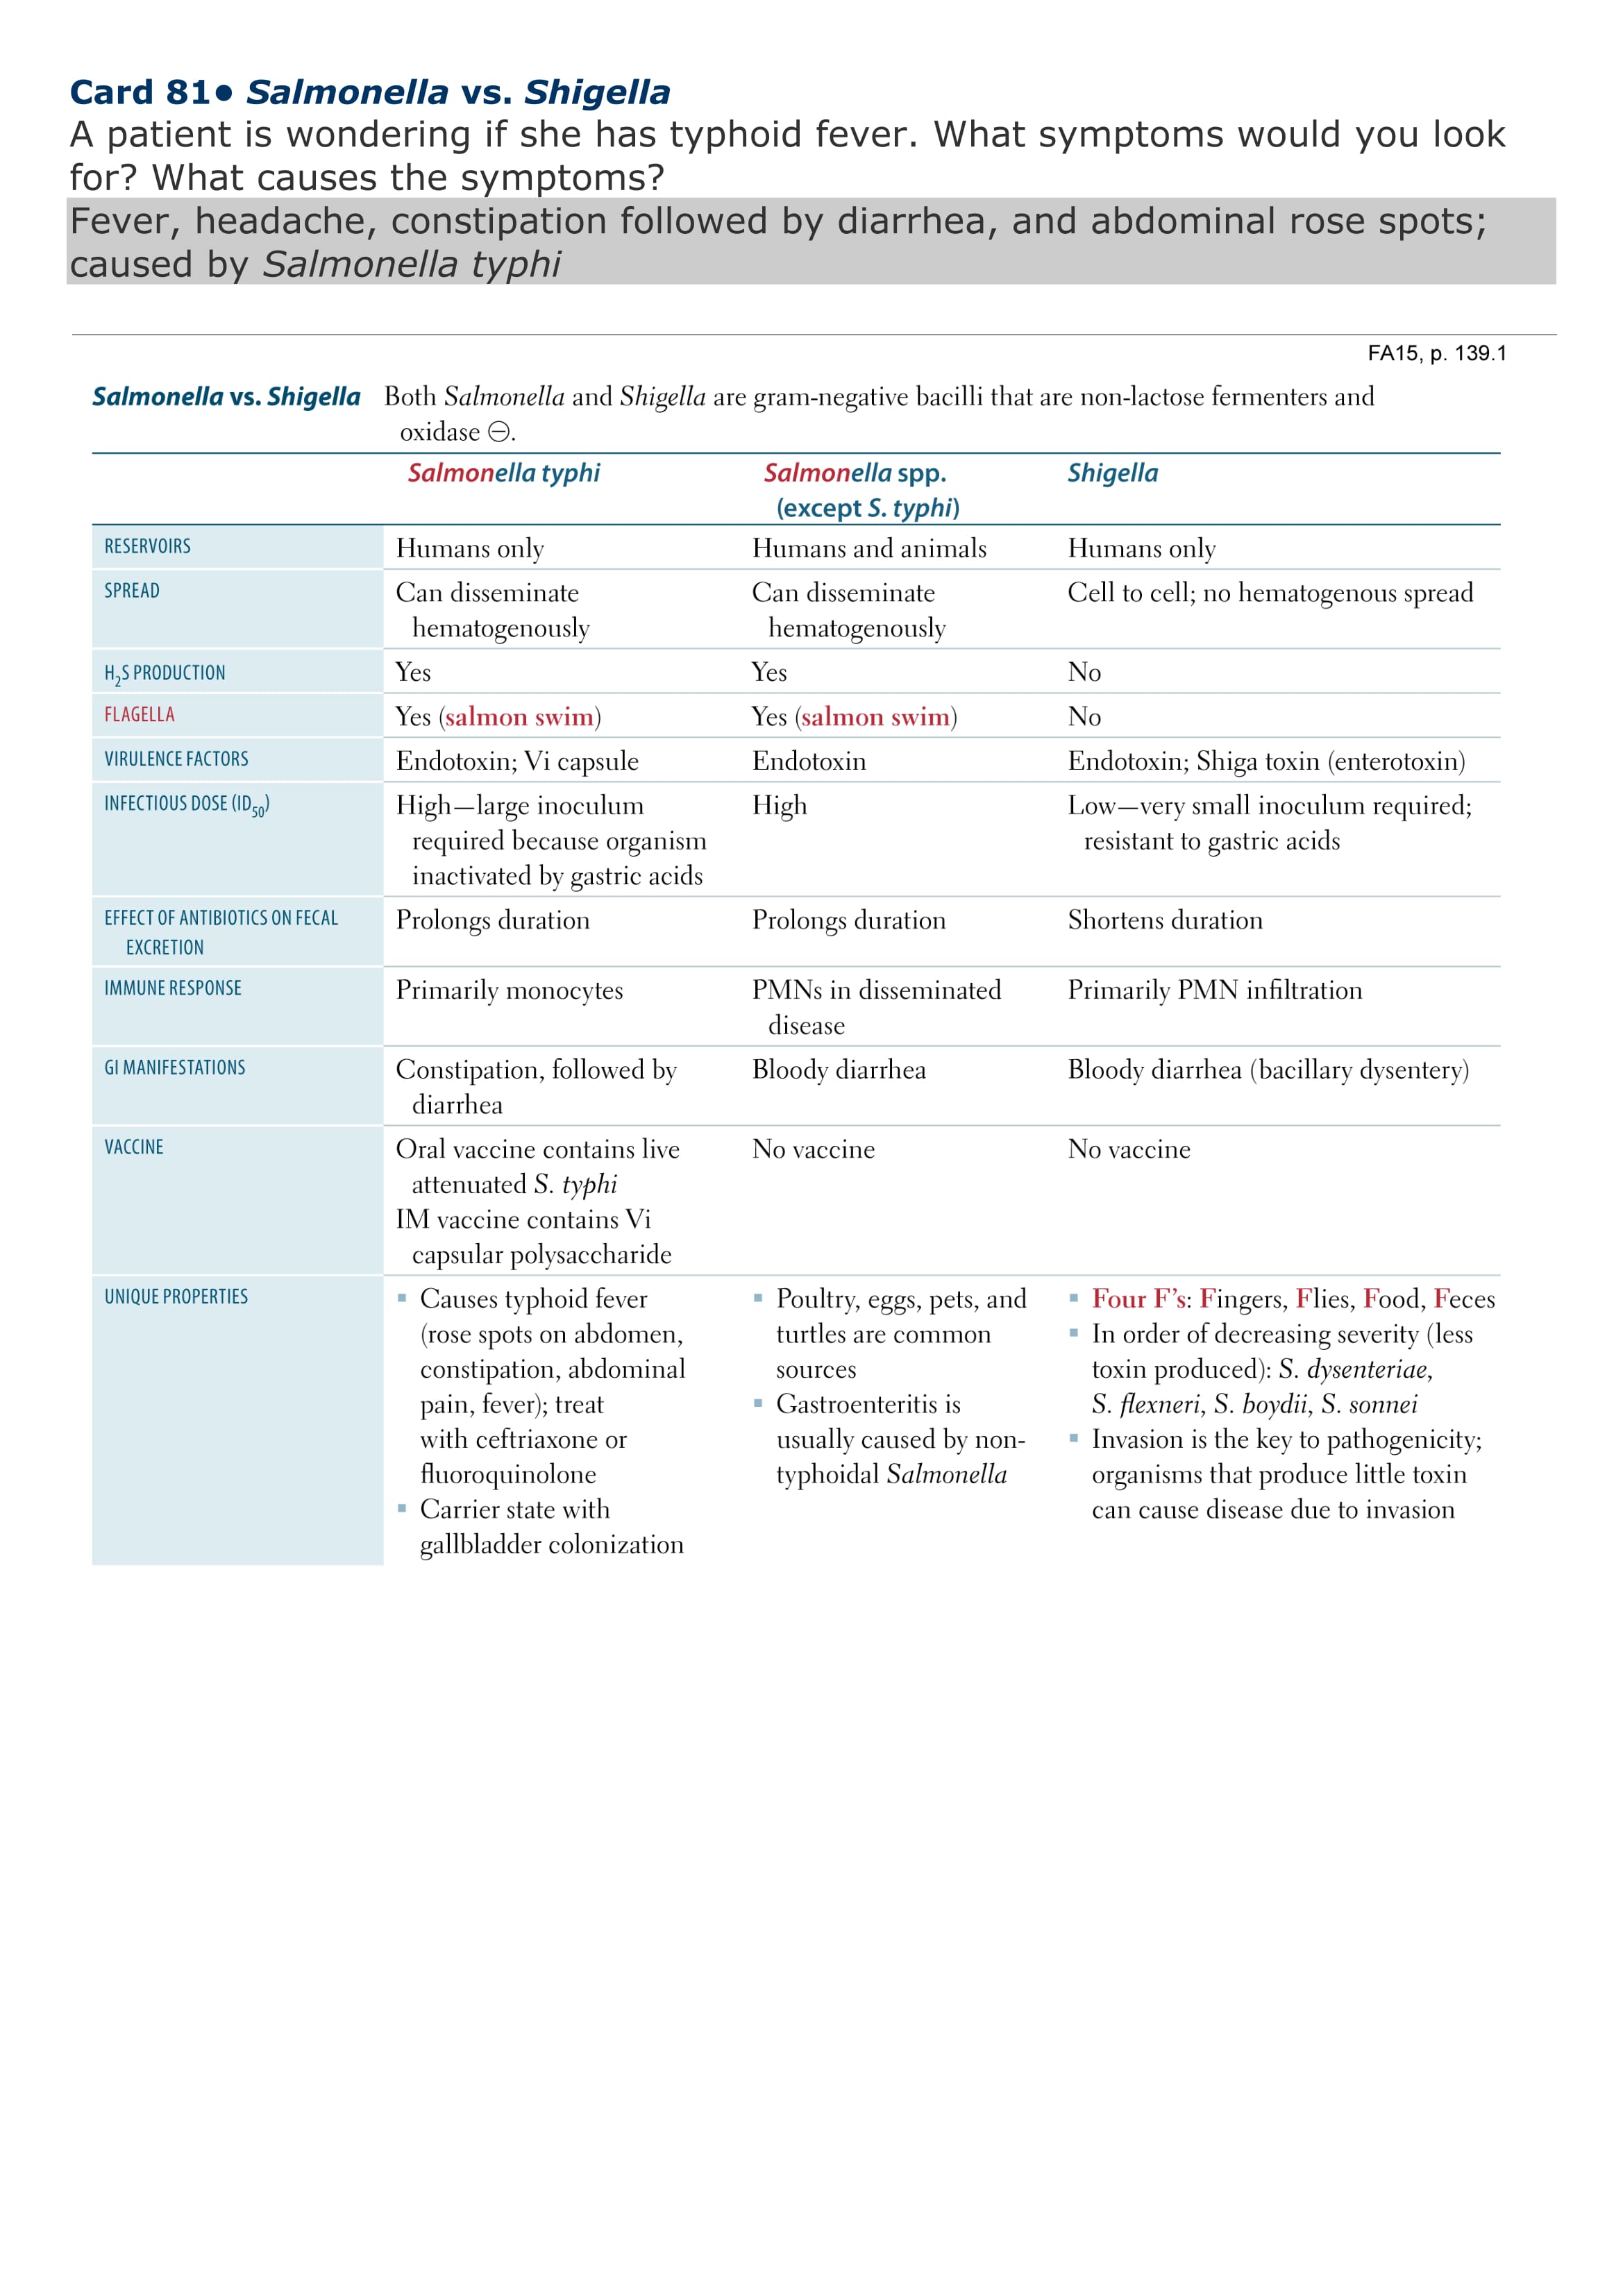 Card 81• Salmonella vs. Shigella
A patient is wondering if she has typhoid fever. What symptoms would you look
for? What causes the symptoms?
Fever, headache, constipation followed by diarrhea, and abdominal rose spots;
caused by Salmonella typhi
FA15, p. 139.1
Salmonella vs. Shigella Both Salmonella and Shigella are gram-negative bacilli that are non-lactose fermenters and
oxidase ⊖.
Salmonella typhi Salmonella spp. Shigella
(except S. typhi)
RESERVOIRS Humans only Humans and animals Humans only
SPREAD Can disseminate Can disseminate Cell to cell; no hematogenous spread
hematogenously hematogenously
H₂S PRODUCTION Yes Yes No
FLAGELLA Yes (salmon swim) Yes (salmon swim) No
VIRULENCE FACTORS Endotoxin; Vi capsule Endotoxin Endotoxin; Shiga toxin (enterotoxin)
INFECTIOUS DOSE (ID₅₀) High—large inoculum High Low—very small inoculum required;
required because organism resistant to gastric acids
inactivated by gastric acids
EFFECT OF ANTIBIOTICS ON FECAL Prolongs duration Prolongs duration Shortens duration
EXCRETION
IMMUNE RESPONSE Primarily monocytes PMNs in disseminated Primarily PMN infiltration
disease
GI MANIFESTATIONS Constipation, followed by Bloody diarrhea Bloody diarrhea (bacillary dysentery)
diarrhea
VACCINE Oral vaccine contains live No vaccine No vaccine
attenuated S. typhi
IM vaccine contains Vi
capsular polysaccharide
UNIQUE PROPERTIES ▪ Causes typhoid fever ▪ Poultry, eggs, pets, and ▪ Four F's: Fingers, Flies, Food, Feces
(rose spots on abdomen, turtles are common ▪ In order of decreasing severity (less
constipation, abdominal sources toxin produced): S. dysenteriae,
pain, fever); treat ▪ Gastroenteritis is S. flexneri, S. boydii, S. sonnei
with ceftriaxone or usually caused by non- ▪ Invasion is the key to pathogenicity;
fluoroquinolone typhoidal Salmonella organisms that produce little toxin
▪ Carrier state with can cause disease due to invasion
gallbladder colonization